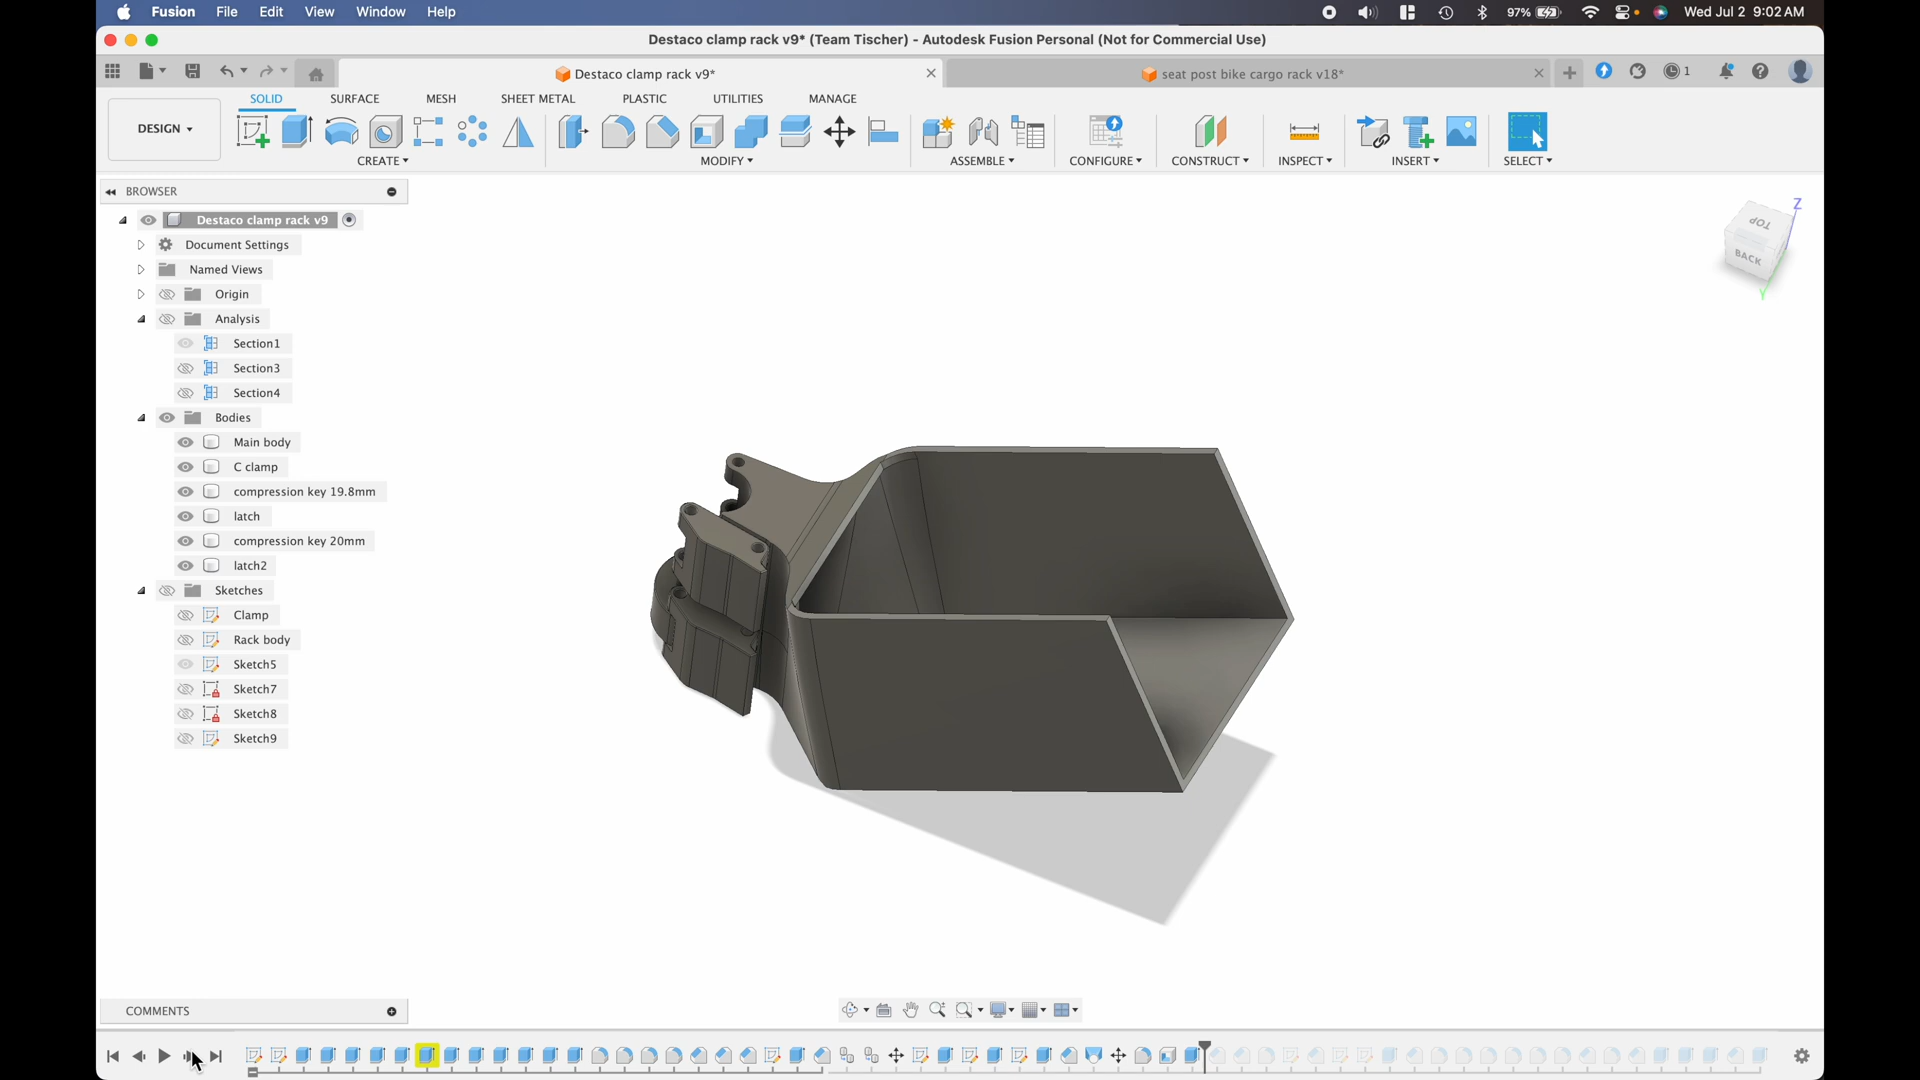 Fusion File Edit View Window Help
97% Wed Jul 2 9:02 AM
Destaco clamp rack v9* (Team Tischer) - Autodesk Fusion Personal (Not for Commercial Use)
Destaco clamp rack v9* seat post bike cargo rack v18* 1
SOLID SURFACE MESH SHEET METAL PLASTIC UTILITIES MANAGE
DESIGN
CREATE MODIFY ASSEMBLE CONFIGURE CONSTRUCT INSPECT INSERT SELECT
BROWSER
Destaco clamp rack v9
Document Settings
Named Views
Origin
Analysis
Section1
Section3
Section4
Bodies
Main body
C clamp
compression key 19.8mm
latch
compression key 20mm
latch2
Sketches
Clamp
Rack body
Sketch5
Sketch7
Sketch8
Sketch9
Z
TOP
BACK
Y
COMMENTS